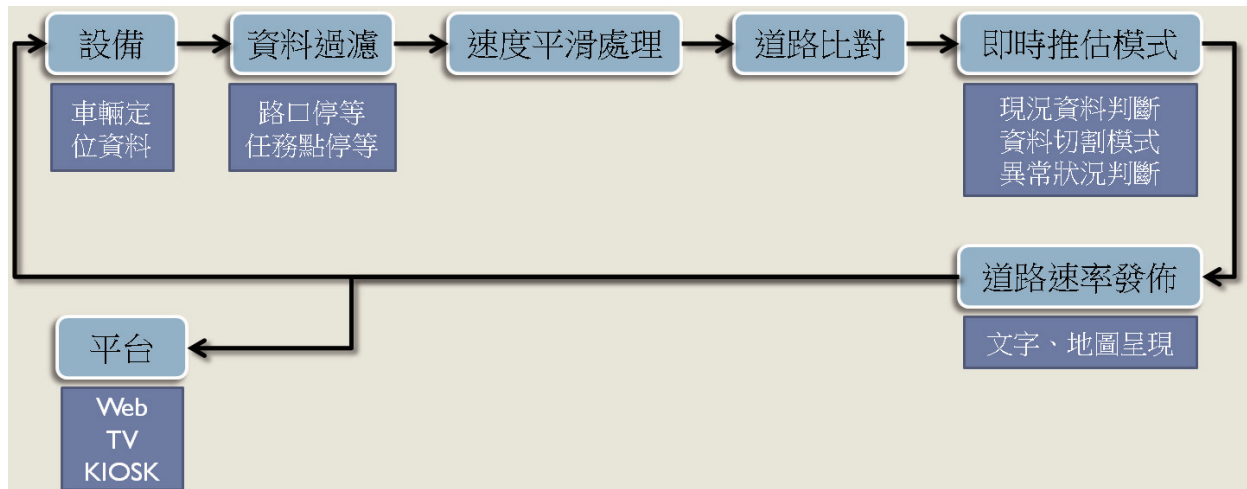 設備
資料過濾
速度平滑處理
道路比對
即時推估模式
車輛定
位資料
路口停等
任務點停等
現況資料判斷
資料切割模式
異常狀況判斷
道路速率發佈
文字、地圖呈現
平台
Web
TV
KIOSK